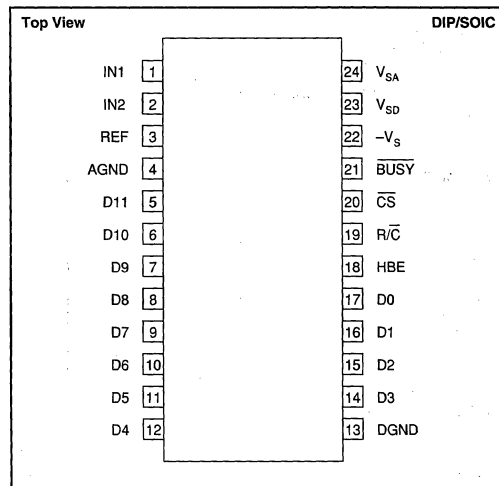 Top View DIP/SOIC
IN1 1 24 V_SA
IN2 2 23 V_SD
REF 3 22 –V_S
AGND 4 21 B̅U̅S̅Y̅
D11 5 20 C̅S̅
D10 6 19 R/C̅
D9 7 18 HBE
D8 8 17 D0
D7 9 16 D1
D6 10 15 D2
D5 11 14 D3
D4 12 13 DGND